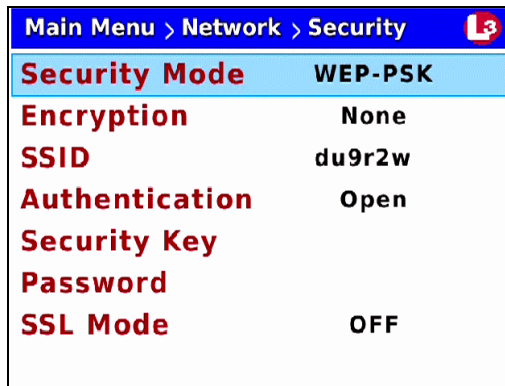 Main Menu > Network > Security L3
Security Mode WEP-PSK
Encryption None
SSID du9r2w
Authentication Open
Security Key
Password
SSL Mode OFF